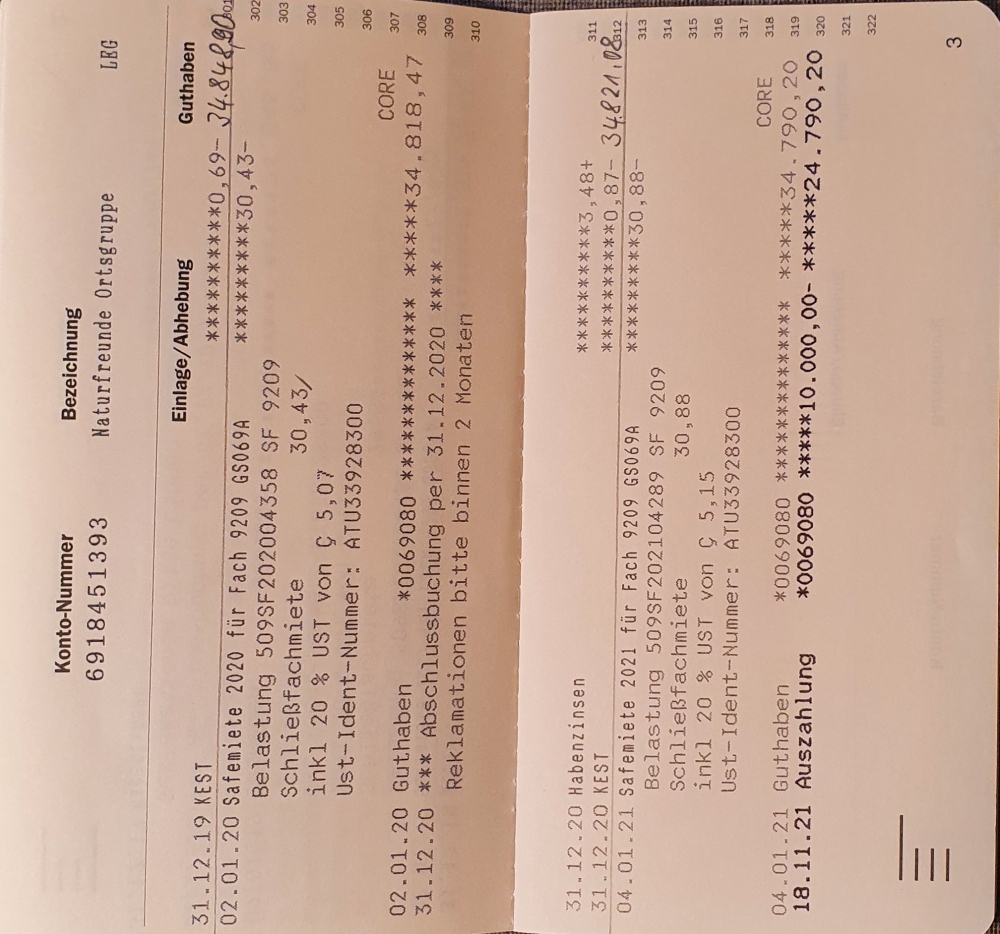 Konto-Nummer Bezeichnung
6918451393 Naturfreunde Ortsgruppe LEG
Einlage/Abhebung Guthaben
31.12.19 KEST *********0,69- 34.848,90 301
02.01.20 Safemiete 2020 für Fach 9209 GS069A *********30,43- 302
Belastung 509SF202004358 SF 9209 303
Schließfachmiete 30,43/ 304
inkl 20 % UST von Ç 5,07 305
Ust-Ident-Nummer: ATU33928300 306
CORE 307
02.01.20 Guthaben *0069080 ************** *****34.818,47 308
31.12.20 *** Abschlussbuchung per 31.12.2020 **** 309
Reklamationen bitte binnen 2 Monaten 310
31.12.20 Habenzinsen **********3,48+ 311
31.12.20 KEST **********0,87- 34821,08 312
04.01.21 Safemiete 2021 für Fach 9209 GS069A *********30,88- 313
Belastung 509SF202104289 SF 9209 314
Schließfachmiete 30,88 315
inkl 20 % UST von Ç 5,15 316
Ust-Ident-Nummer: ATU33928300 317
CORE 318
04.01.21 Guthaben *0069080 ************** *****34.790,20 319
18.11.21 Auszahlung *0069080 *****10.000,00- *****24.790,20 320
321
322
3